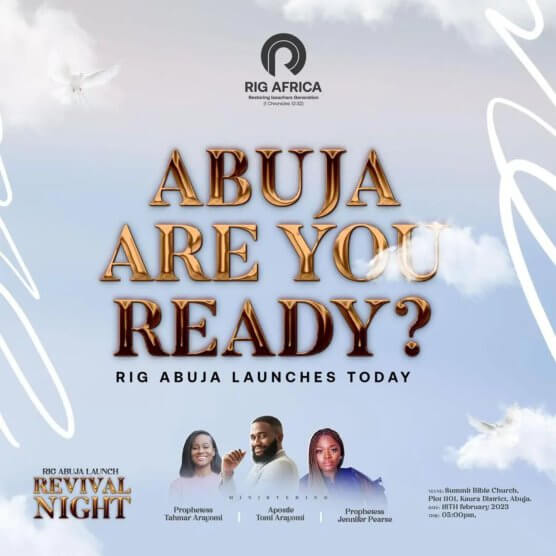 RIG AFRICA
Restoring Issachars Generation
(1 Chronicles 12:32)
ABUJA
ARE YOU
READY?
RIG ABUJA LAUNCHES TODAY
RIG ABUJA LAUNCH
REVIVAL
NIGHT
MINISTERING
Prophetess
Tahmar Arayomi
Apostle
Tomi Arayomi
Prophetess
Jennifer Pearse
VENUE: Summit Bible Church,
Plot 1101, Kaura District, Abuja.
DATE: 18TH february 2023
TIME: 05:00pm,